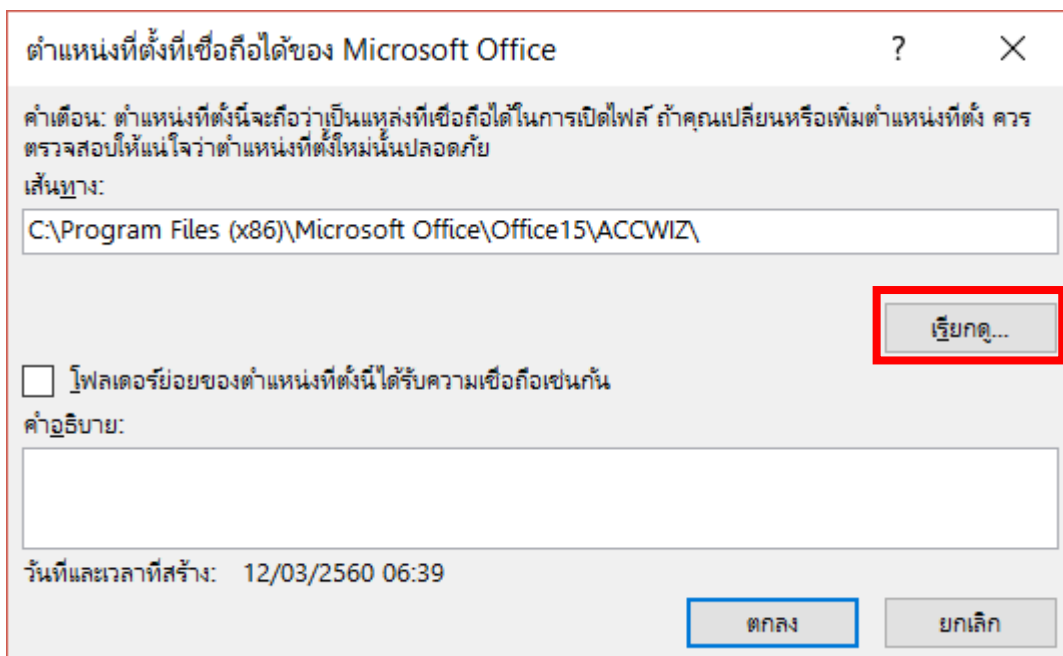 ตำแหน่งที่ตั้งที่เชื่อถือได้ของ Microsoft Office ?
คำเตือน: ตำแหน่งที่ตั้งนี้จะถือว่าเป็นแหล่งที่เชื่อถือได้ในการเปิดไฟล์ ถ้าคุณเปลี่ยนหรือเพิ่มตำแหน่งที่ตั้ง ควร
ตรวจสอบให้แน่ใจว่าตำแหน่งที่ตั้งใหม่นั้นปลอดภัย
เส้นทาง:
C:\Program Files (x86)\Microsoft Office\Office15\ACCWIZ\
เรียกดู...
โฟลเดอร์ย่อยของตำแหน่งที่ตั้งนี้ได้รับความเชื่อถือเช่นกัน
คำอธิบาย:
วันที่และเวลาที่สร้าง: 12/03/2560 06:39
ตกลง ยกเลิก